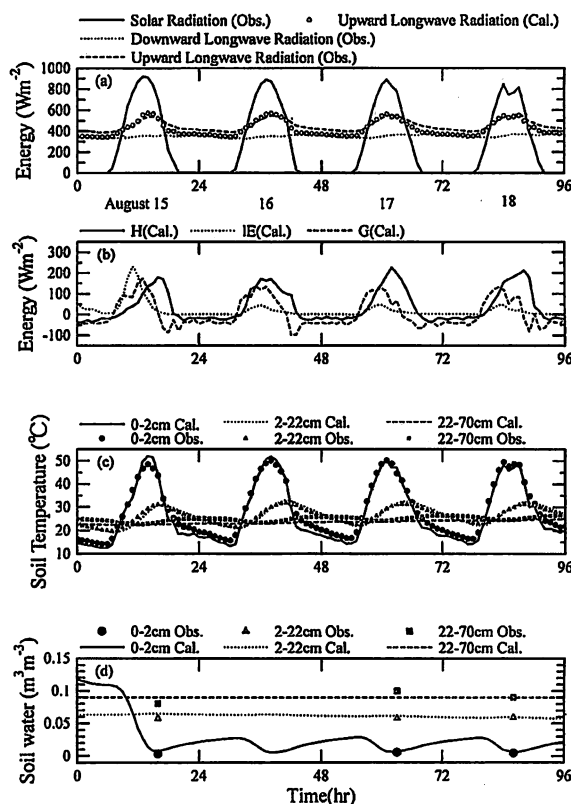 Solar Radiation (Obs.) Upward Longwave Radiation (Cal.)
Downward Longwave Radiation (Obs.)
Upward Longwave Radiation (Obs.)
Energy (Wm-2)
1000
800
600
400
200
0
(a)
0 24 48 72 96
August 15 16 17 18
H(Cal.) lE(Cal.) G(Cal.)
Energy (Wm-2)
300
200
100
0
-100
(b)
0 24 48 72 96
0-2cm Cal. 2-22cm Cal. 22-70cm Cal.
0-2cm Obs. 2-22cm Obs. 22-70cm Obs.
Soil Temperature (°C)
50
40
30
20
10
(c)
0 24 48 72 96
0-2cm Obs. 2-22cm Obs. 22-70cm Obs.
0-2cm Cal. 2-22cm Cal. 22-70cm Cal.
Soil water (m3m-3)
0.15
0.1
0.05
0
(d)
0 24 48 72 96
Time(hr)